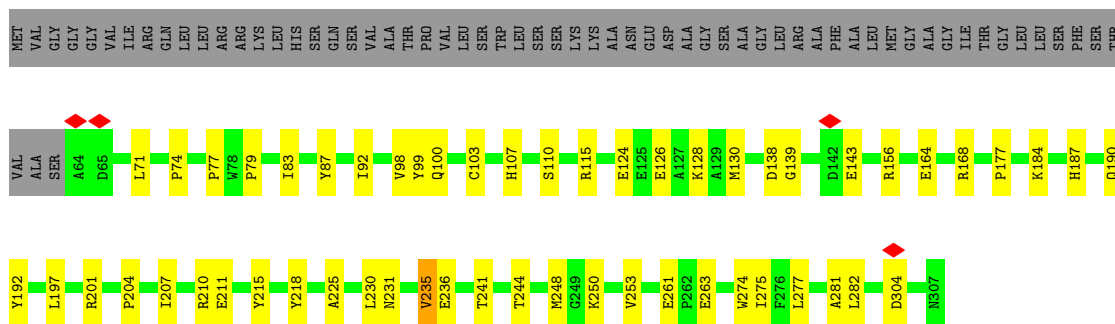 MET VAL GLY GLY GLY VAL ILE ARG GLN LEU LEU ARG ARG LYS LEU HIS SER GLN SER VAL ALA THR PRO VAL LEU SER TRP LEU SER SER LYS LYS ALA ASN GLU ASP ALA GLY SER ALA GLY LEU ARG ALA PHE ALA LEU MET GLY ALA GLY ILE THR GLY LEU LEU SER PHE SER THR
VAL ALA SER A64 D65 L71 P74 P77 W78 P79 I83 Y87 I92 V98 Y99 Q100 C103 H107 S110 R115 E124 E125 E126 A127 K128 A129 M130 D138 G139 D142 E143 R156 E164 R168 P177 K184 H187 Q190
Y192 L197 R201 P204 I207 R210 E211 Y215 Y218 A225 L230 N231 V235 E236 T241 T244 M248 G249 K250 V253 E261 P262 E263 W274 I275 F276 L277 A281 L282 D304 N307